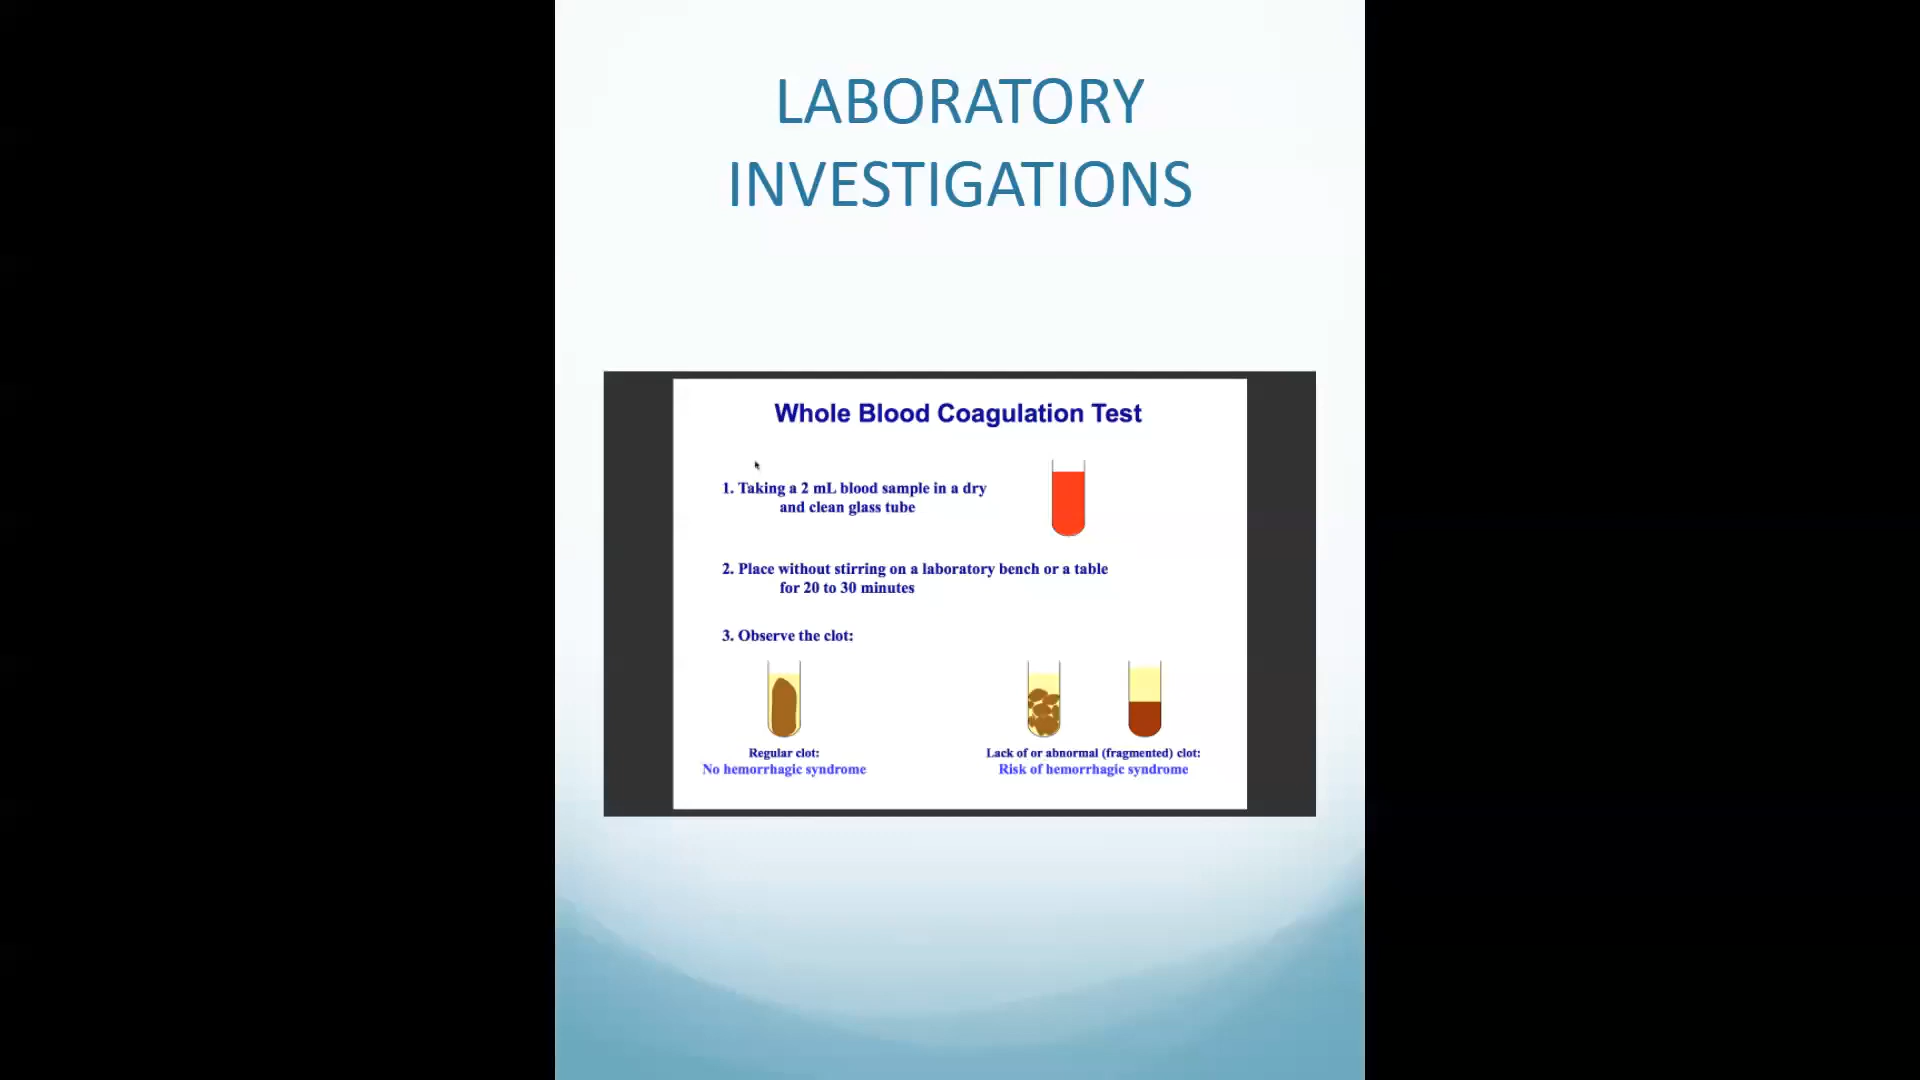 LABORATORY
INVESTIGATIONS
Whole Blood Coagulation Test
1. Taking a 2 mL blood sample in a dry
and clean glass tube
2. Place without stirring on a laboratory bench or a table
for 20 to 30 minutes
3. Observe the clot:
Regular clot:
No hemorrhagic syndrome
Lack of or abnormal (fragmented) clot:
Risk of hemorrhagic syndrome